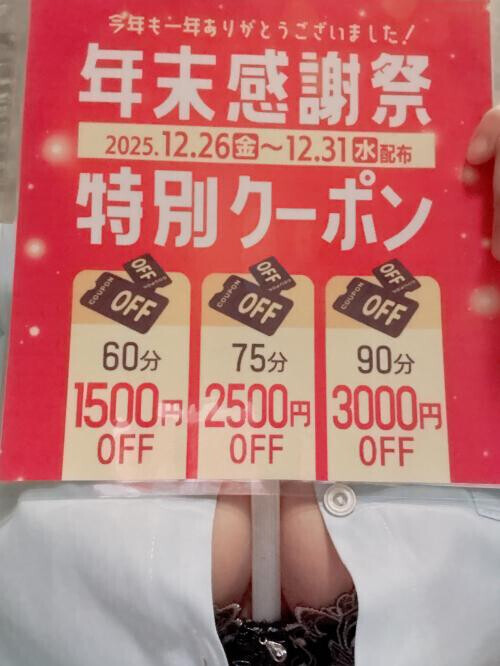 今年も一年ありがとうございました!
年末感謝祭
2025.12.26金~12.31水配布
特別クーポン
COUPON OFF OFF
COUPON OFF OFF
COUPON OFF OFF
60分
1500円
OFF
75分
2500円
OFF
90分
3000円
OFF